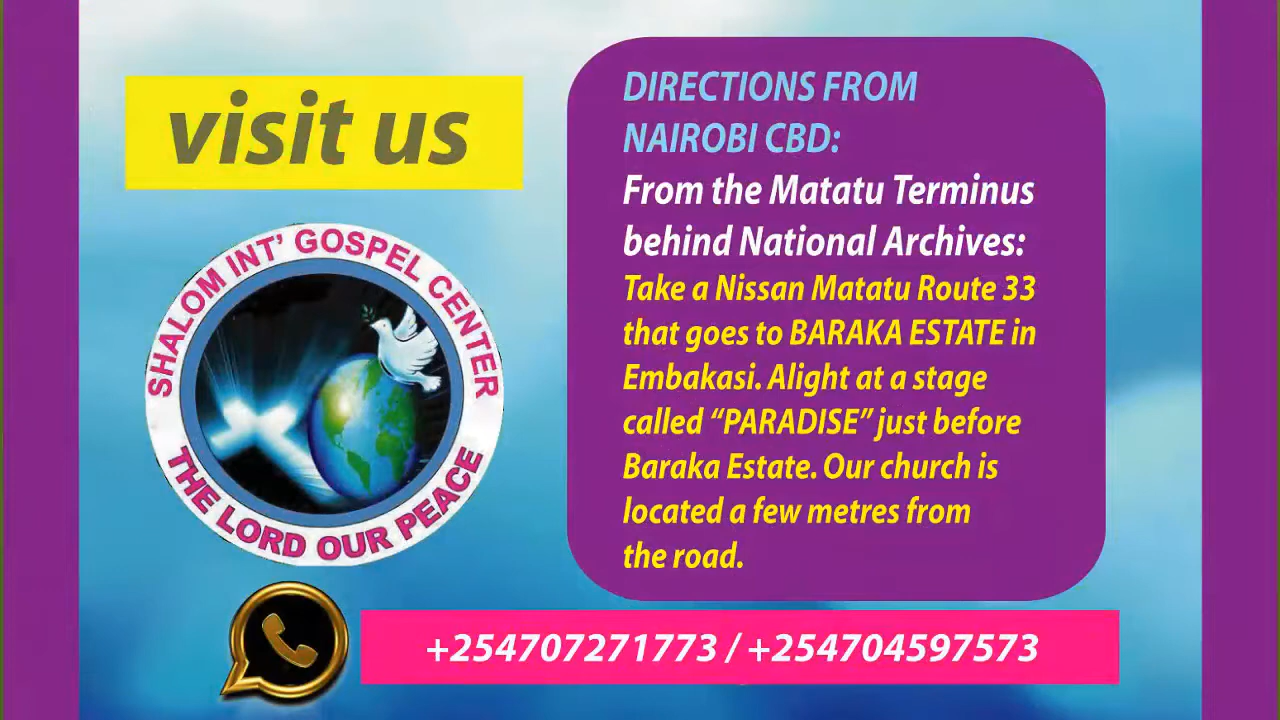 visit us
SHALOM INT' GOSPEL CENTER
THE LORD OUR PEACE
DIRECTIONS FROM
NAIROBI CBD:
From the Matatu Terminus
behind National Archives:
Take a Nissan Matatu Route 33
that goes to BARAKA ESTATE in
Embakasi. Alight at a stage
called “PARADISE” just before
Baraka Estate. Our church is
located a few metres from
the road.
+254707271773 / +254704597573